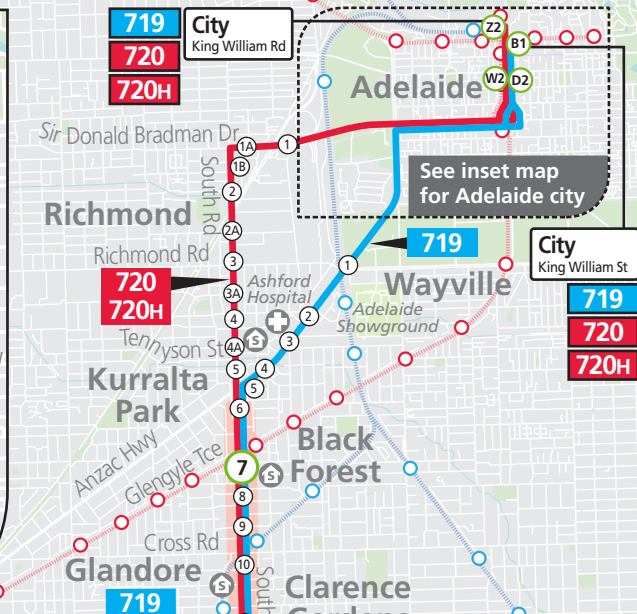 719
720
720H
City
King William Rd
Z2
B1
W2
D2
Adelaide
Sir Donald Bradman Dr
1A
1
1B
South Rd
2
See inset map
for Adelaide city
Richmond
2A
719
City
King William St
719
720
720H
Richmond Rd
3
1
720
720H
Ashford
Hospital
Wayville
3A
4
2
Adelaide
Showground
Tennyson St
4A
S
3
5
4
5
Kurralta
Park
6
Anzac Hwy
Glengyle Tce
Black
Forest
7
S
8
9
Cross Rd
10
Glandore
S
719
South
Clarence